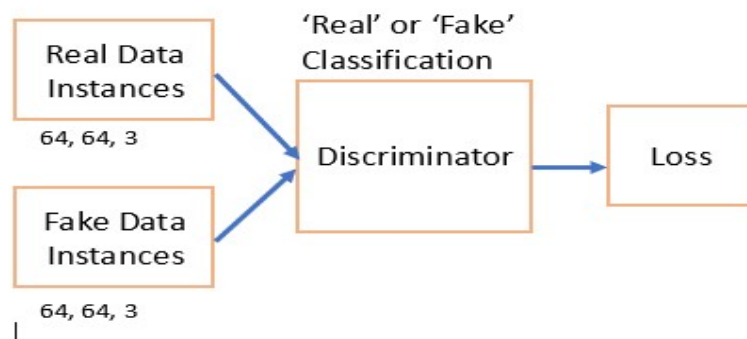 Real Data
Instances
64, 64, 3
Fake Data
Instances
64, 64, 3
‘Real’ or ‘Fake’
Classification
Discriminator
Loss